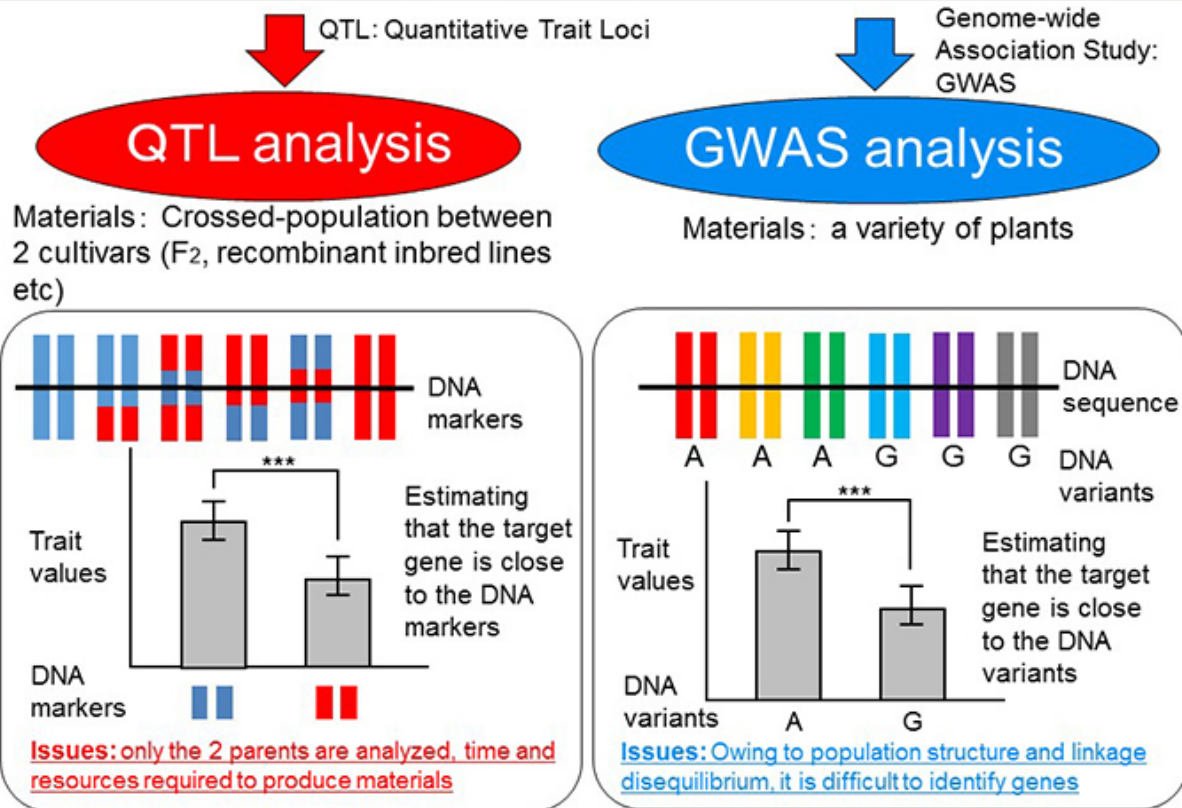 QTL: Quantitative Trait Loci
QTL analysis
Materials: Crossed-population between
2 cultivars (F2, recombinant inbred lines
etc)
DNA
markers
***
Trait
values
Estimating
that the target
gene is close
to the DNA
markers
DNA
markers
Issues: only the 2 parents are analyzed, time and
resources required to produce materials
Genome-wide
Association Study:
GWAS
GWAS analysis
Materials: a variety of plants
DNA
sequence
A A A G G G
DNA
variants
***
Trait
values
Estimating
that the target
gene is close
to the DNA
variants
DNA
variants
A G
Issues: Owing to population structure and linkage
disequilibrium, it is difficult to identify genes